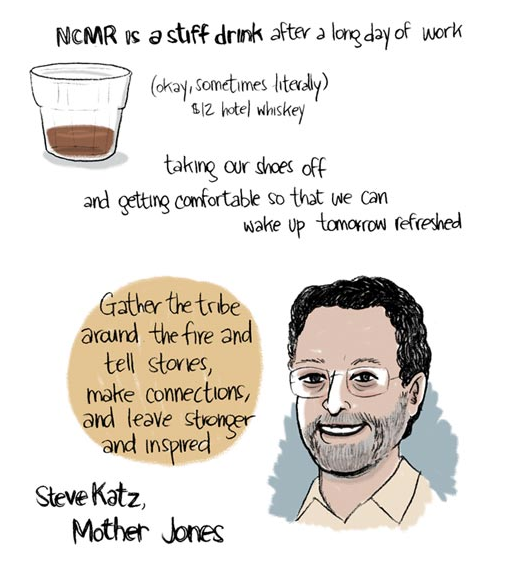 NCMR is a stiff drink after a long day of work
(okay, sometimes literally)
$12 hotel whiskey
taking our shoes off
and getting comfortable so that we can
wake up tomorrow refreshed
Gather the tribe
around the fire and
tell stories,
make connections,
and leave stronger
and inspired
Steve Katz,
Mother Jones